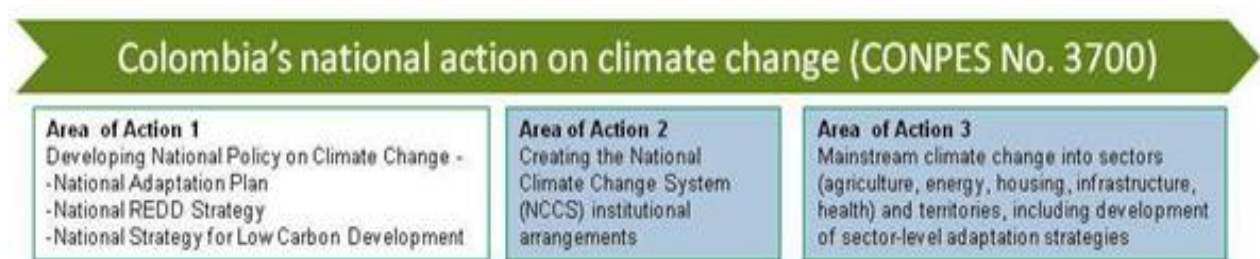 Colombia's national action on climate change (CONPES No. 3700)
Area of Action 1
Developing National Policy on Climate Change -
-National Adaptation Plan
-National REDD Strategy
-National Strategy for Low Carbon Development
Area of Action 2
Creating the National
Climate Change System
(NCCS) institutional
arrangements
Area of Action 3
Mainstream climate change into sectors
(agriculture, energy, housing, infrastructure,
health) and territories, including development
of sector-level adaptation strategies